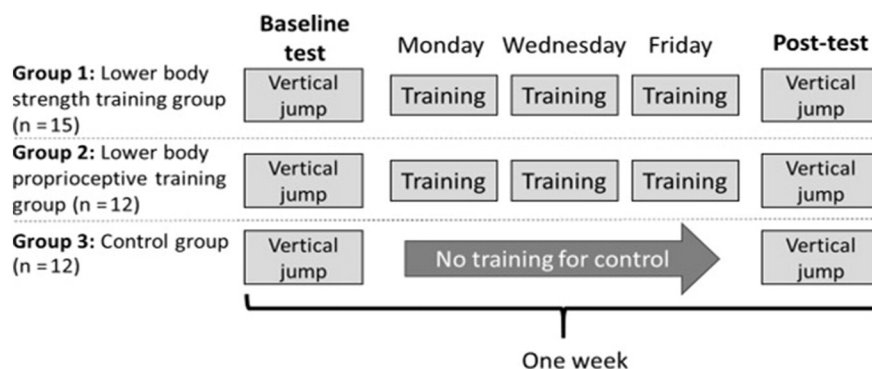 Baseline
test
Monday
Wednesday
Friday
Post-test
Group 1: Lower body
strength training group
(n = 15)
Vertical
jump
Training
Training
Training
Vertical
jump
Group 2: Lower body
proprioceptive training
group (n = 12)
Vertical
jump
Training
Training
Training
Vertical
jump
Group 3: Control group
(n = 12)
Vertical
jump
No training for control
Vertical
jump
One week